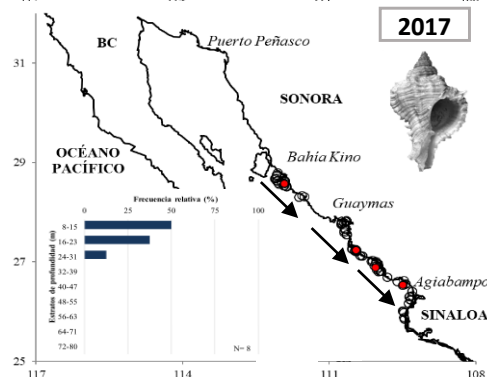 2017
BC
Puerto Peñasco
SONORA
OCÉANO
PACÍFICO
Bahía Kino
Guaymas
Agiabampo
SINALOA
31
29
27
25
117
114
111
108
Frecuencia relativa (%)
0 25 50 75 100
Estratos de profundidad (m)
8-15
16-23
24-31
32-39
40-47
48-55
56-63
64-71
72-80
N= 8